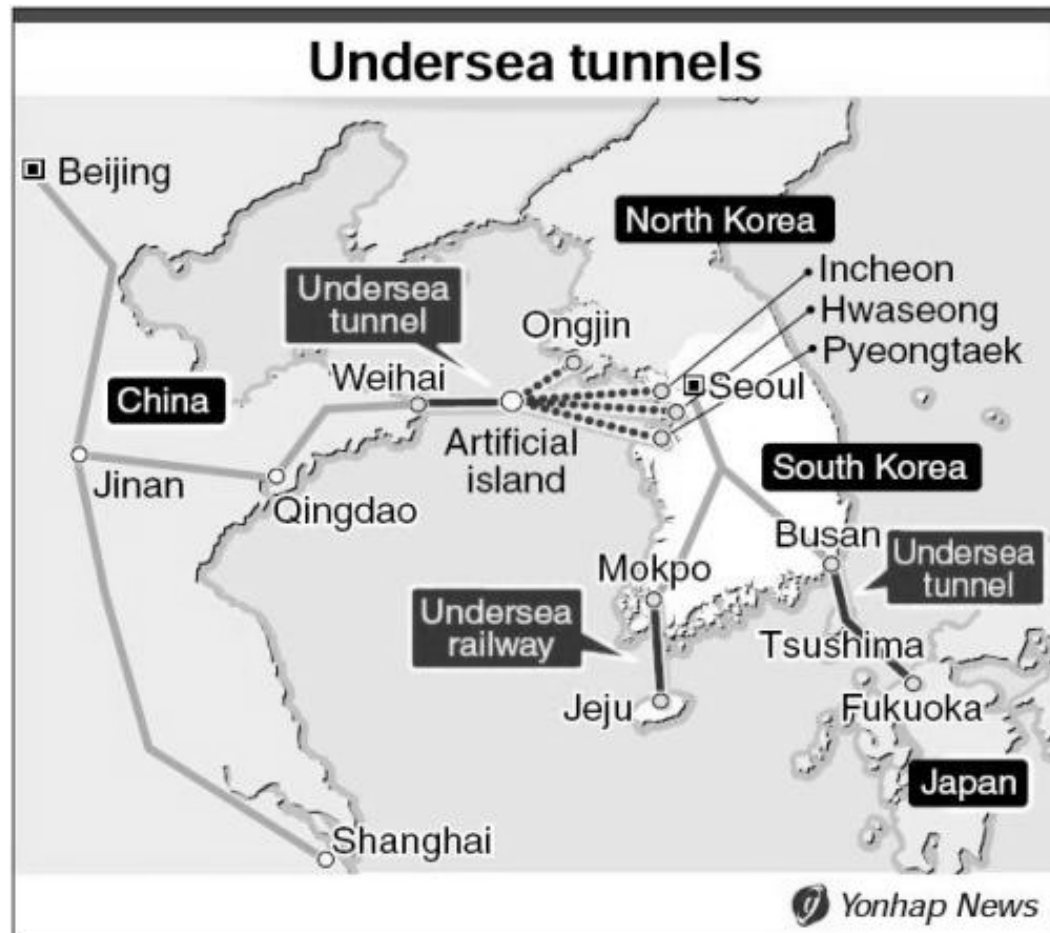 Undersea tunnels
Beijing
North Korea
Incheon
Hwaseong
Pyeongtaek
Undersea
tunnel
Ongjin
Weihai
Seoul
China
Artificial
island
South Korea
Jinan
Qingdao
Busan
Undersea
tunnel
Mokpo
Undersea
railway
Tsushima
Jeju
Fukuoka
Japan
Shanghai
Yonhap News